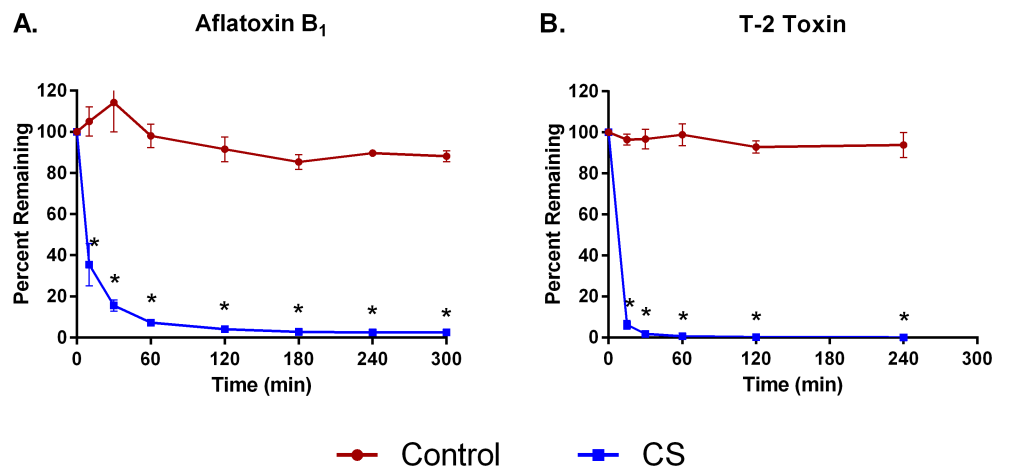 A. Aflatoxin B₁
Percent Remaining
120
100
80
60
40
20
0
* * * * * * *
0 60 120 180 240 300
Time (min)
B. T-2 Toxin
Percent Remaining
120
100
80
60
40
20
0
* * * * *
0 60 120 180 240 300
Time (min)
Control CS